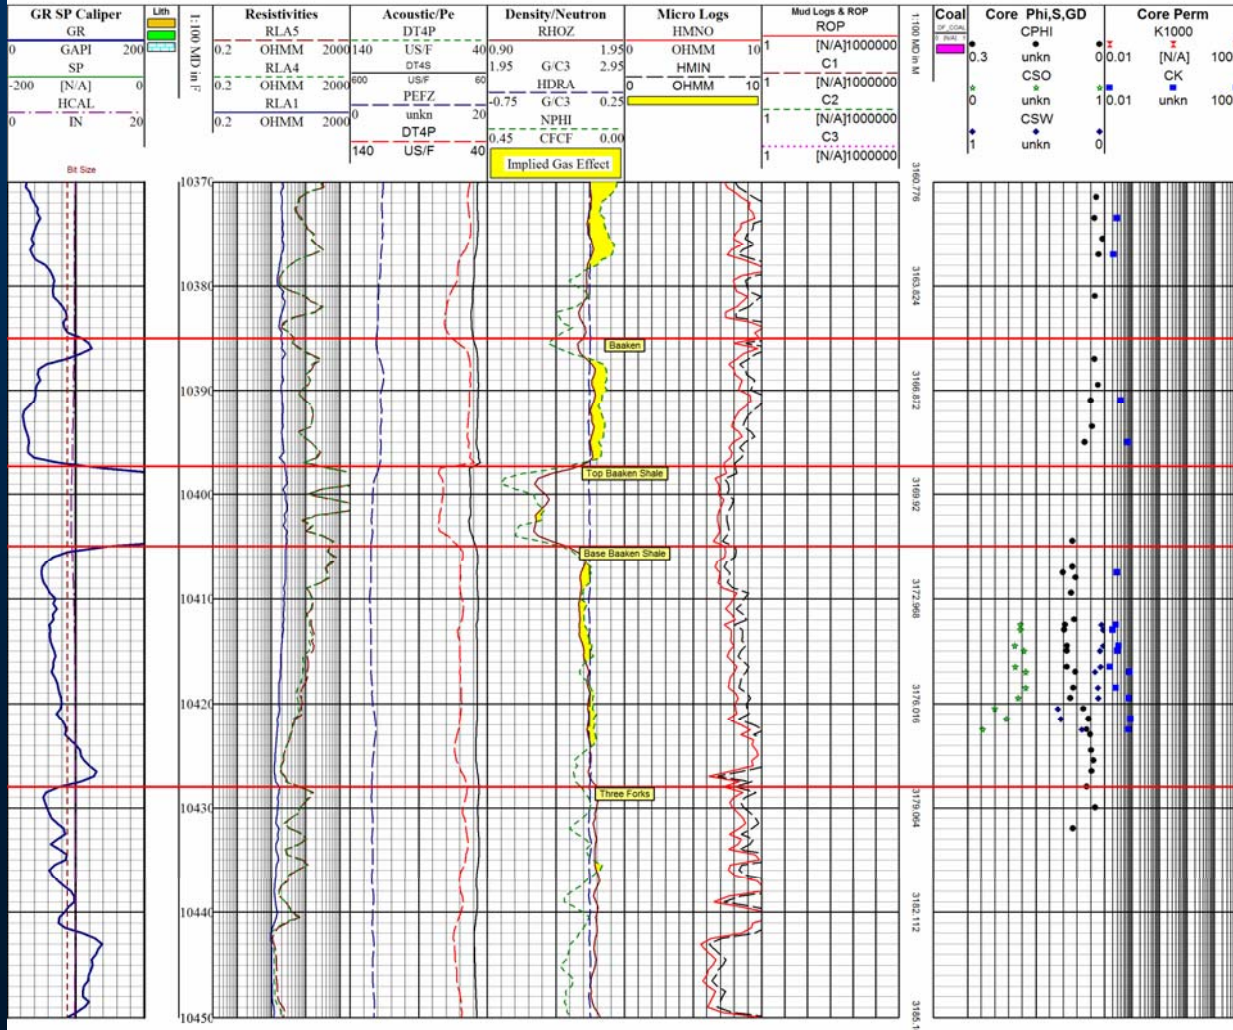 GR SP Caliper
GR
0 GAPI 200
SP
-200 [N/A] 0
HCAL
0 IN 20
Bit Size
Lith
1:100 MD in F
Resistivities
RLA5
0.2 OHMM 2000
RLA4
0.2 OHMM 2000
RLA1
0.2 OHMM 2000
Acoustic/Pe
DT4P
140 US/F 40
DT4S
600 US/F 60
PEFZ
0 unkn 20
DT4P
140 US/F 40
Density/Neutron
RHOZ
0.90 1.95
1.95 G/C3 2.95
HDRA
-0.75 G/C3 0.25
NPHI
0.45 CFCF 0.00
Implied Gas Effect
Micro Logs
HMNO
0 OHMM 10
HMIN
0 OHMM 10
Mud Logs & ROP
ROP
1 [N/A]1000000
C1
1 [N/A]1000000
C2
1 [N/A]1000000
C3
1 [N/A]1000000
1:100 MD in M
Coal
0 [N/A] 1
Core Phi,S,GD
CPHI
0.3 unkn 0
CSO
0 unkn 1
CSW
1 unkn 0
Core Perm
K1000
0.01 [N/A] 100
CK
0.01 unkn 100
10370
3160.776
10380
3163.824
Baaken
10390
3166.872
Top Baaken Shale
10400
3169.92
Base Baaken Shale
10410
3172.968
10420
3176.016
Three Forks
10430
3179.064
10440
3182.112
10450
3185.1